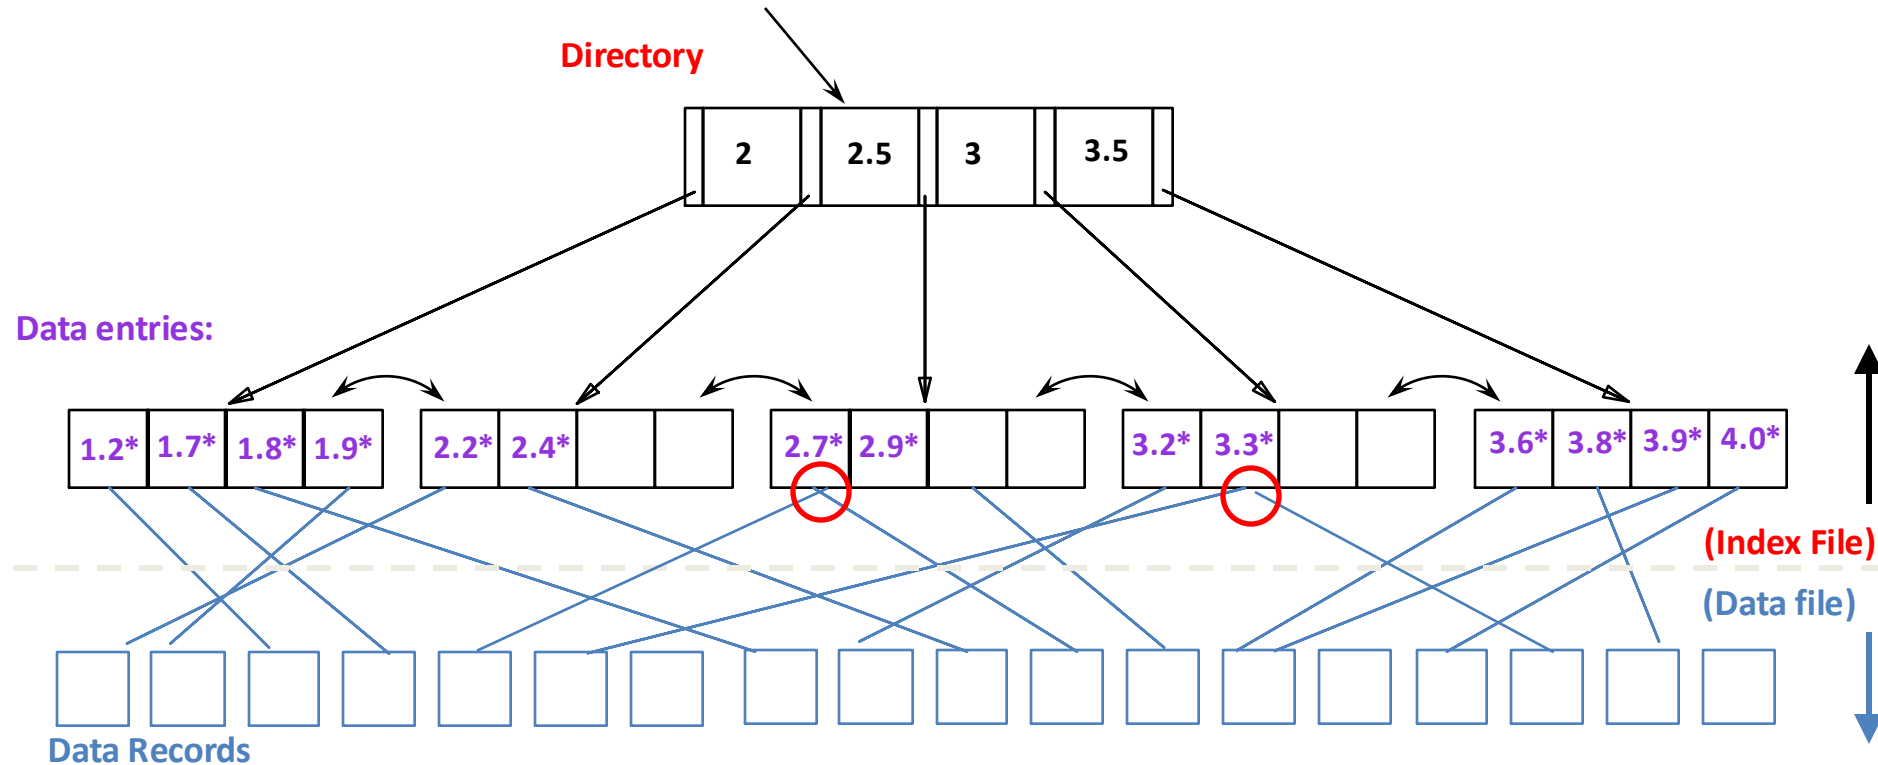 Directory
2 2.5 3 3.5
Data entries:
1.2* 1.7* 1.8* 1.9* 2.2* 2.4* 2.7* 2.9* 3.2* 3.3* 3.6* 3.8* 3.9* 4.0*
(Index File)
(Data file)
Data Records